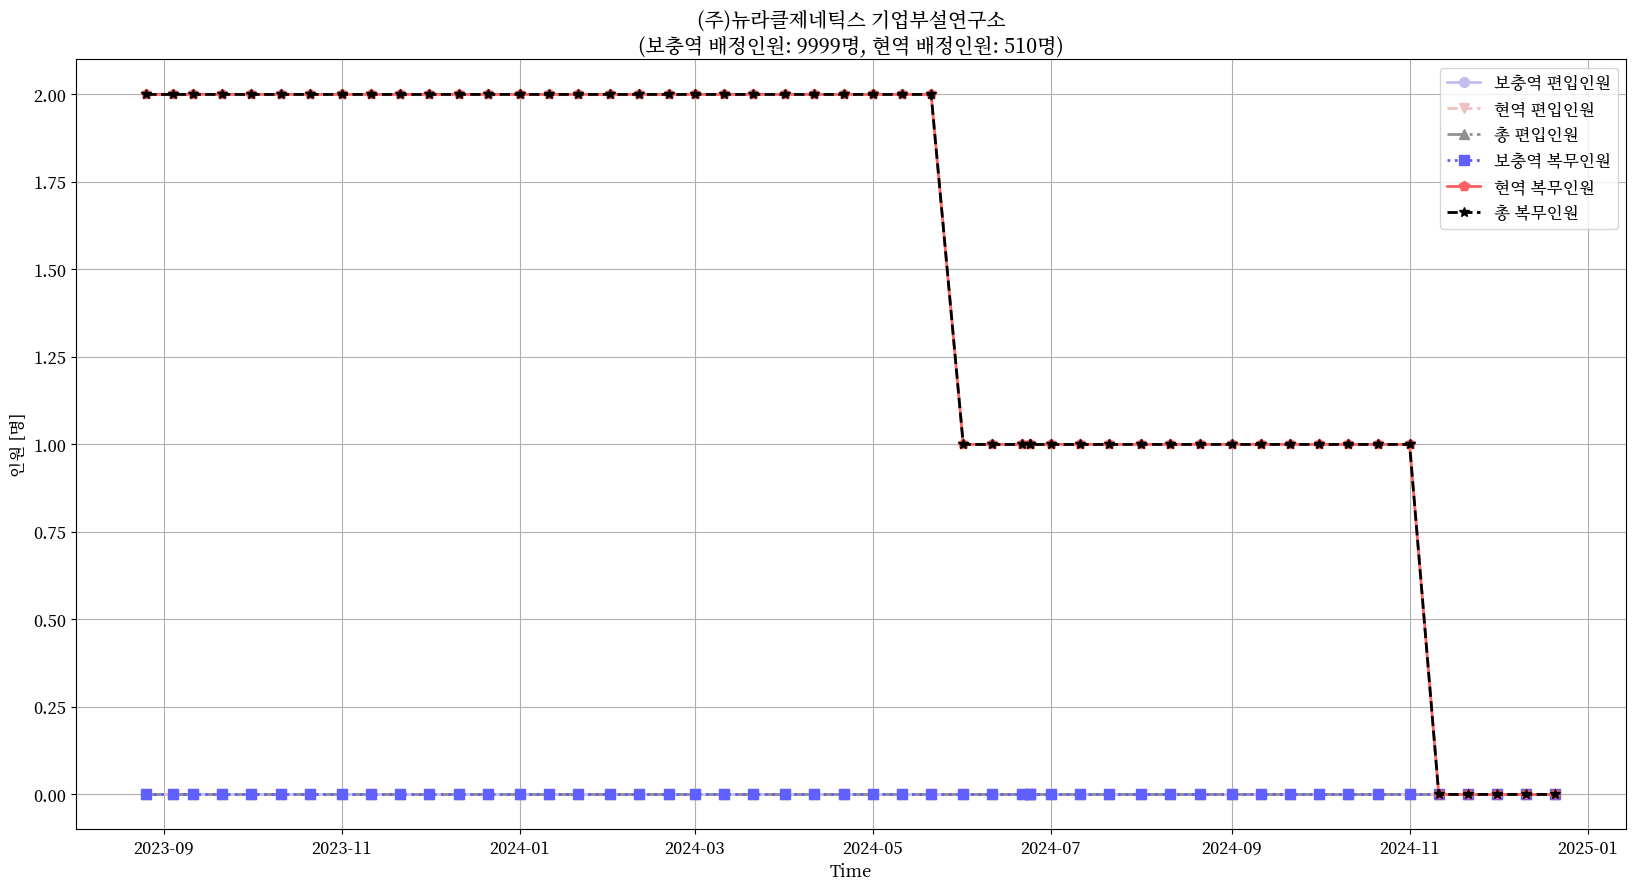 (주)뉴라클제네틱스 기업부설연구소
(보충역 배정인원: 9999명, 현역 배정인원: 510명)
보충역 편입인원
현역 편입인원
총 편입인원
보충역 복무인원
현역 복무인원
총 복무인원
인원 [명]
2.00
1.75
1.50
1.25
1.00
0.75
0.50
0.25
0.00
2023-09
2023-11
2024-01
2024-03
2024-05
2024-07
2024-09
2024-11
2025-01
Time